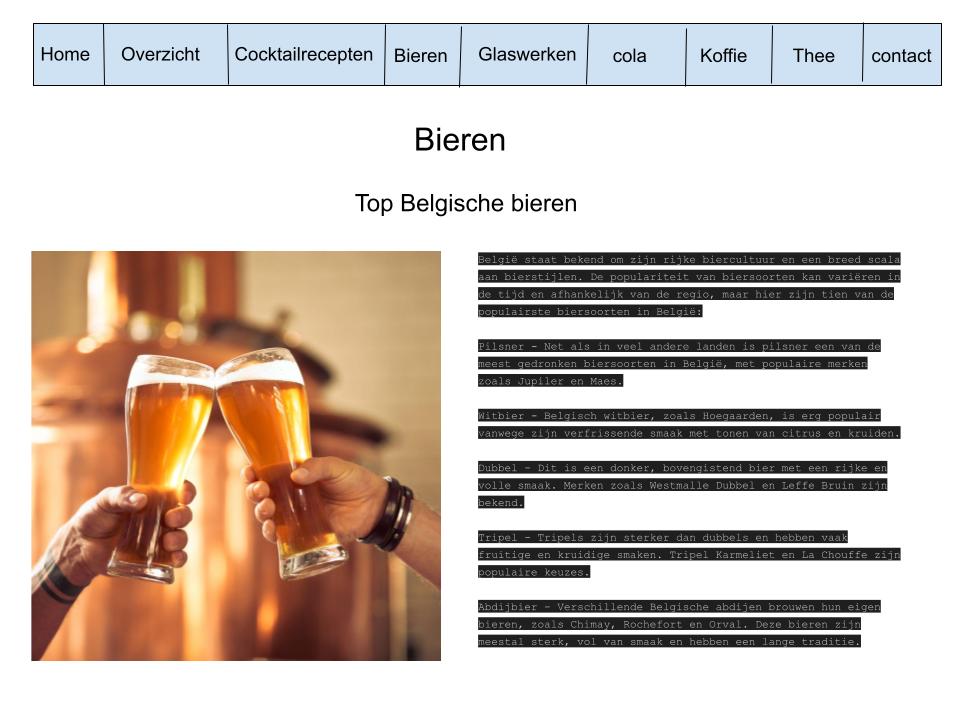 Home Overzicht Cocktailrecepten Bieren Glaswerken cola Koffie Thee contact
Bieren
Top Belgische bieren
België staat bekend om zijn rijke biercultuur en een breed scala
aan bierstijlen. De populariteit van biersoorten kan variëren in
de tijd en afhankelijk van de regio, maar hier zijn tien van de
populairste biersoorten in België:
Pilsner - Net als in veel andere landen is pilsner een van de
meest gedronken biersoorten in België, met populaire merken
zoals Jupiler en Maes.
Witbier - Belgisch witbier, zoals Hoegaarden, is erg populair
vanwege zijn verfrissende smaak met tonen van citrus en kruiden.
Dubbel - Dit is een donker, bovengistend bier met een rijke en
volle smaak. Merken zoals Westmalle Dubbel en Leffe Bruin zijn
bekend.
Tripel - Tripels zijn sterker dan dubbels en hebben vaak
fruitige en kruidige smaken. Tripel Karmeliet en La Chouffe zijn
populaire keuzes.
Abdijbier - Verschillende Belgische abdijen brouwen hun eigen
bieren, zoals Chimay, Rochefort en Orval. Deze bieren zijn
meestal sterk, vol van smaak en hebben een lange traditie.